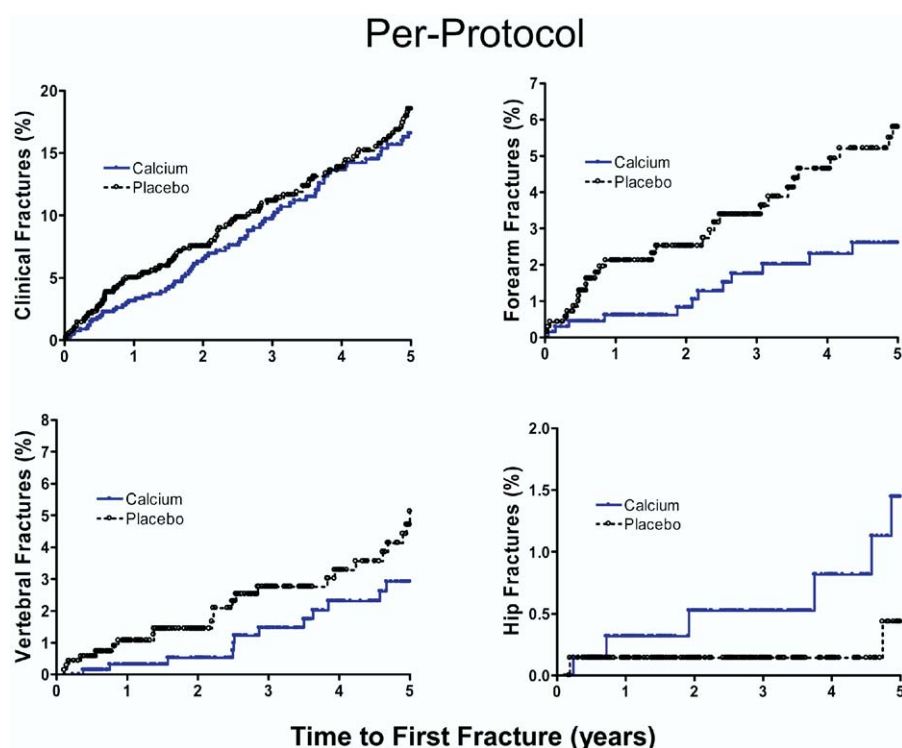 Per-Protocol
Clinical Fractures (%)
20
15
10
5
0
Calcium
Placebo
0 1 2 3 4 5
Forearm Fractures (%)
7
6
5
4
3
2
1
0
Calcium
Placebo
0 1 2 3 4 5
Vertebral Fractures (%)
8
7
6
5
4
3
2
1
0
Calcium
Placebo
0 1 2 3 4 5
Hip Fractures (%)
2.0
1.5
1.0
0.5
0.0
Calcium
Placebo
0 1 2 3 4 5
Time to First Fracture (years)